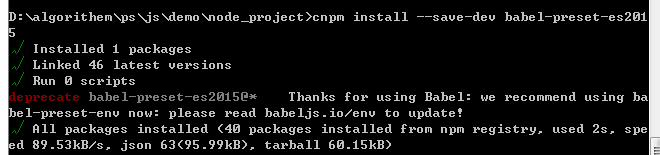 D:\algorithem\ps\js\demo\node_project>cnpm install --save-dev babel-preset-es201
5
√ Installed 1 packages
√ Linked 46 latest versions
√ Run 0 scripts
deprecate babel-preset-es2015@* Thanks for using Babel: we recommend using ba
bel-preset-env now: please read babeljs.io/env to update!
√ All packages installed (40 packages installed from npm registry, used 2s, spe
ed 89.53kB/s, json 63(95.99kB), tarball 60.15kB)